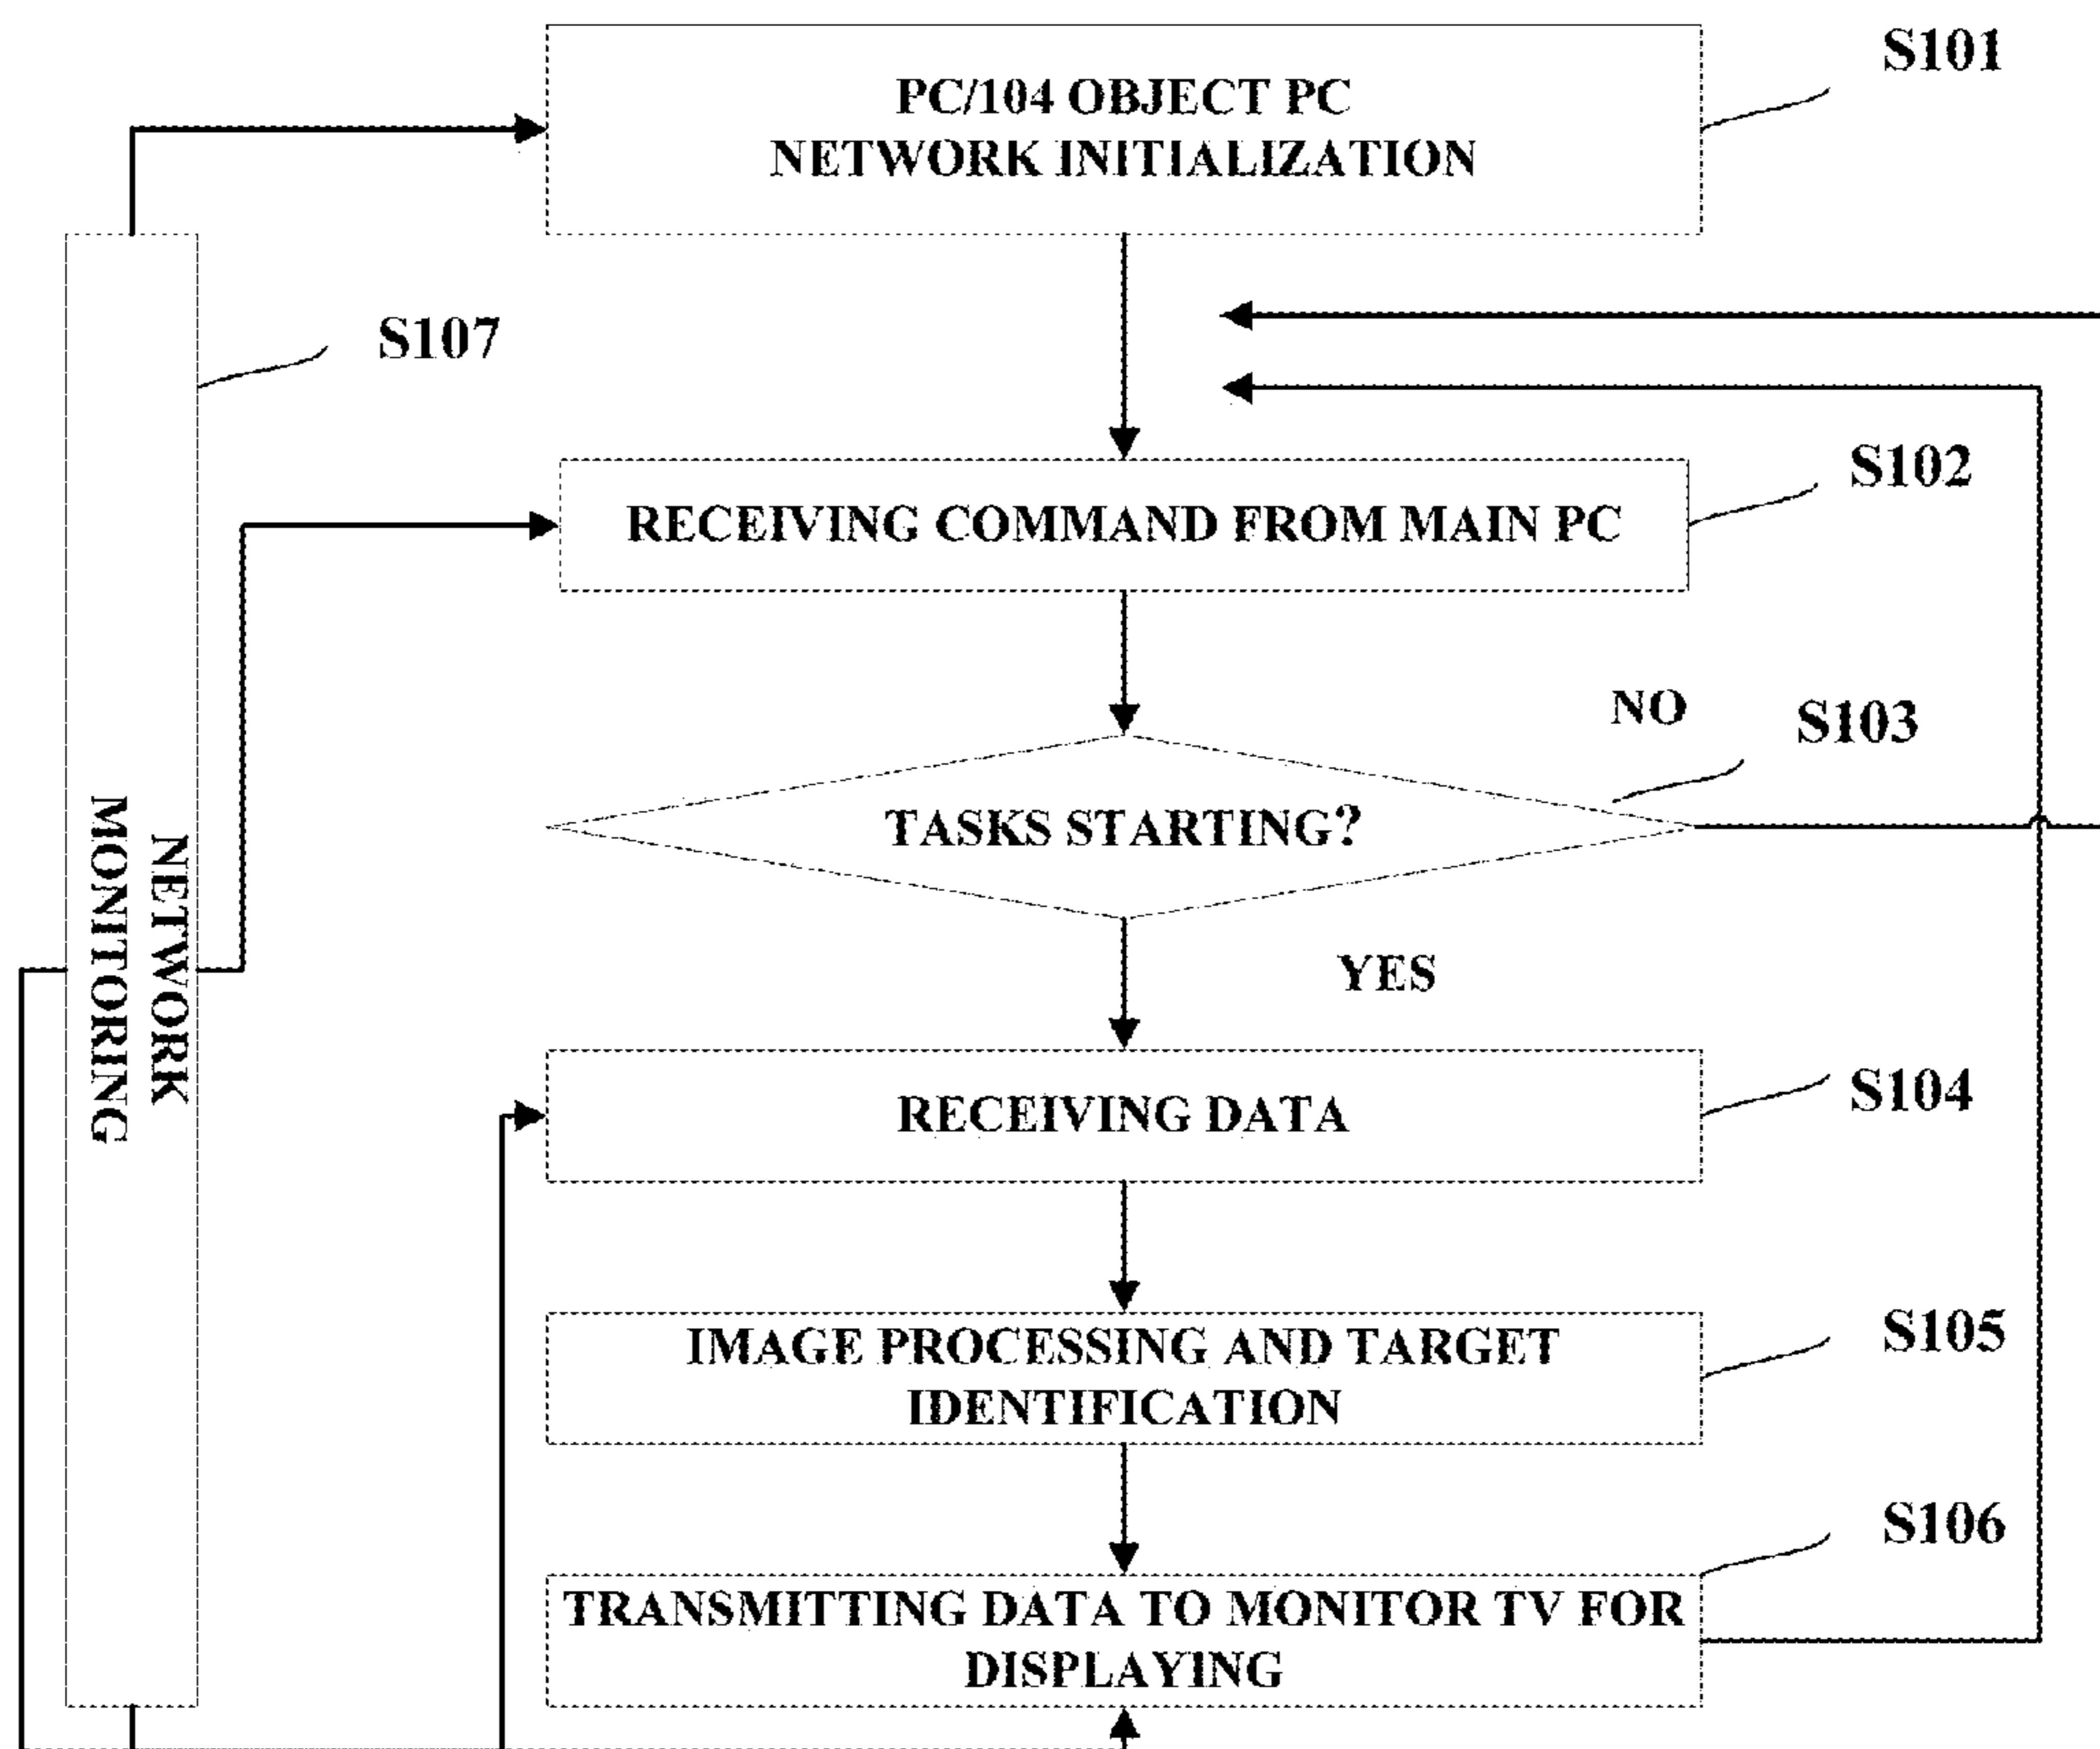 S101
PC/104 OBJECT PC
NETWORK INITIALIZATION
S107
S102
RECEIVING COMMAND FROM MAIN PC
NO
S103
TASKS STARTING?
NETWORK
MONITORING
YES
S104
RECEIVING DATA
S105
IMAGE PROCESSING AND TARGET
IDENTIFICATION
S106
TRANSMITTING DATA TO MONITOR TV FOR
DISPLAYING